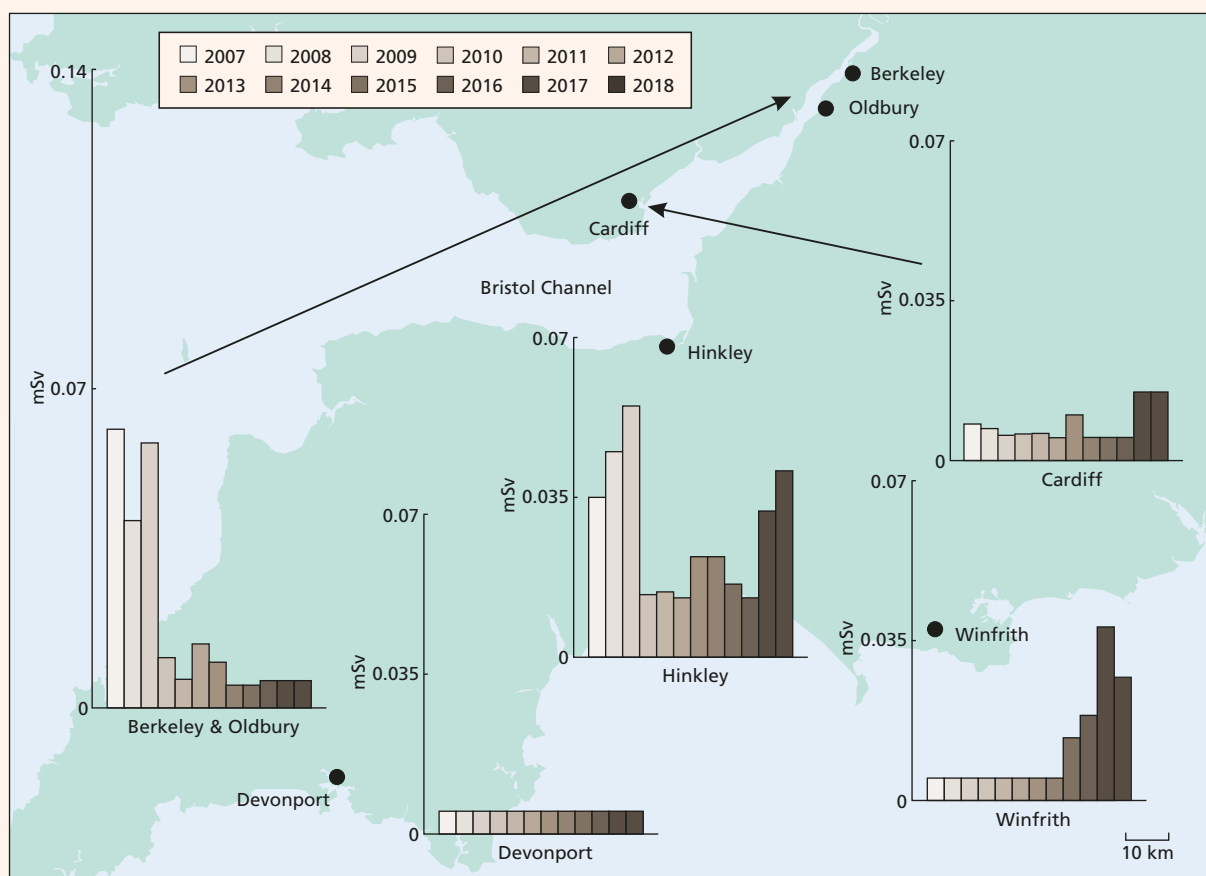 2007 2008 2009 2010 2011 2012
2013 2014 2015 2016 2017 2018
0.14
mSv
0.07
0
Berkeley & Oldbury
Berkeley
Oldbury
Cardiff
Bristol Channel
Hinkley
0.07
mSv
0.035
0
Cardiff
0.07
mSv
0.035
0
Hinkley
0.07
mSv
0.035
0
Devonport
Devonport
0.07
mSv
0.035
0
Winfrith
Winfrith
10 km